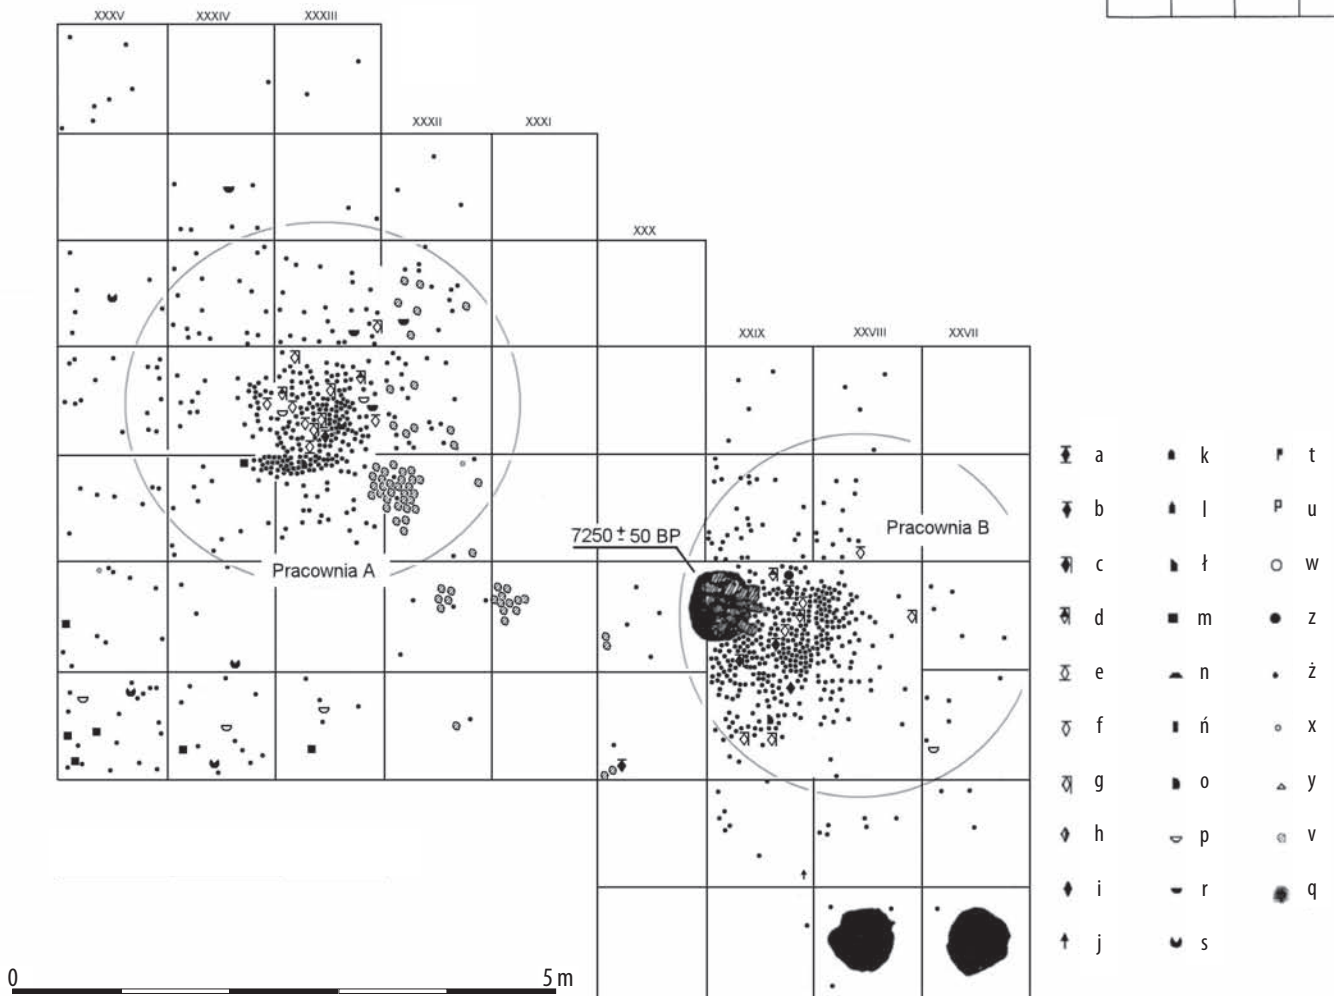 XXXV XXXIV XXXIII
XXXII XXXI
XXX
XXIX XXVIII XXVII
Pracownia A
7250 ± 50 BP
Pracownia B
a k t
b l u
c ł w
d m z
e n ż
f ń x
g o y
h p v
i r q
j s
0 5 m